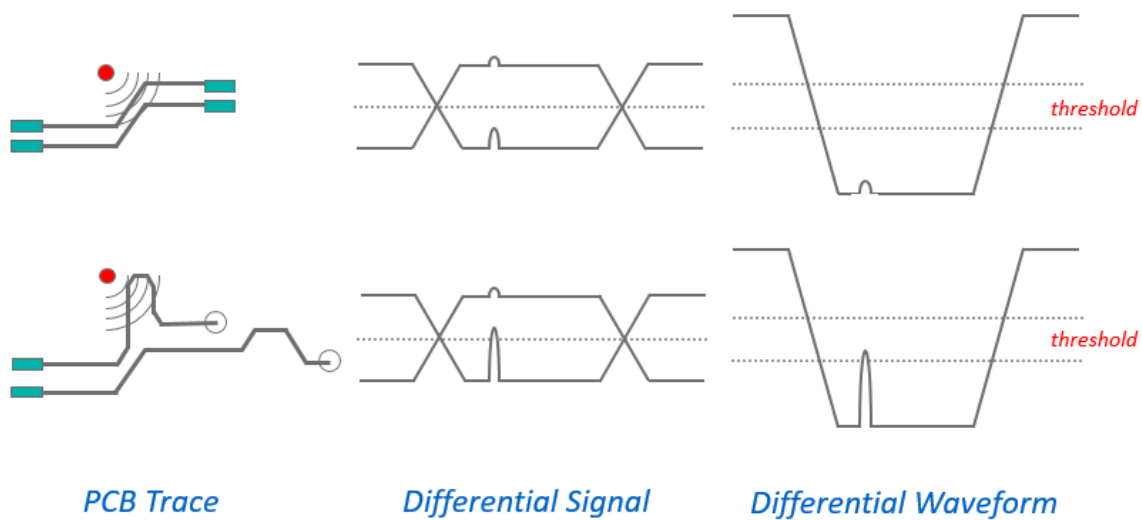 threshold
threshold
PCB Trace
Differential Signal
Differential Waveform